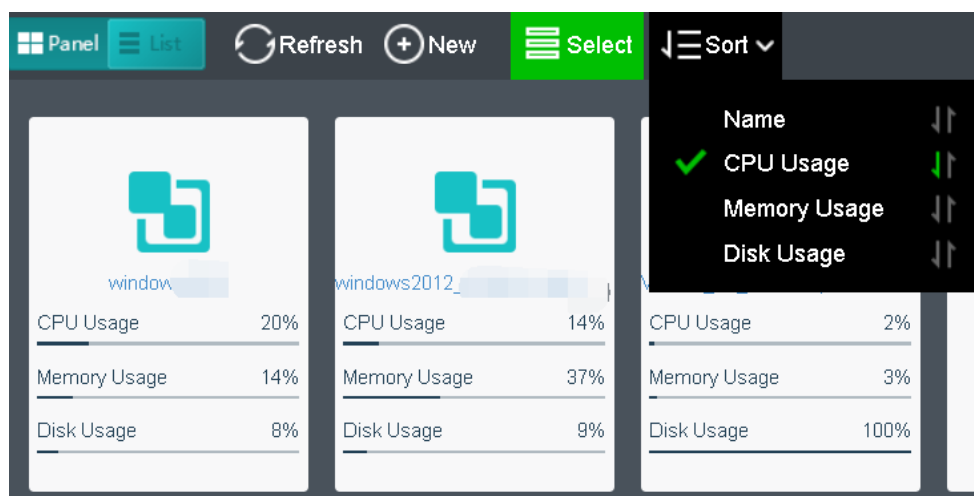 Panel List Refresh New Select Sort
Name
CPU Usage
Memory Usage
Disk Usage
windows2012_
CPU Usage 20% CPU Usage 14% CPU Usage 2%
Memory Usage 14% Memory Usage 37% Memory Usage 3%
Disk Usage 8% Disk Usage 9% Disk Usage 100%